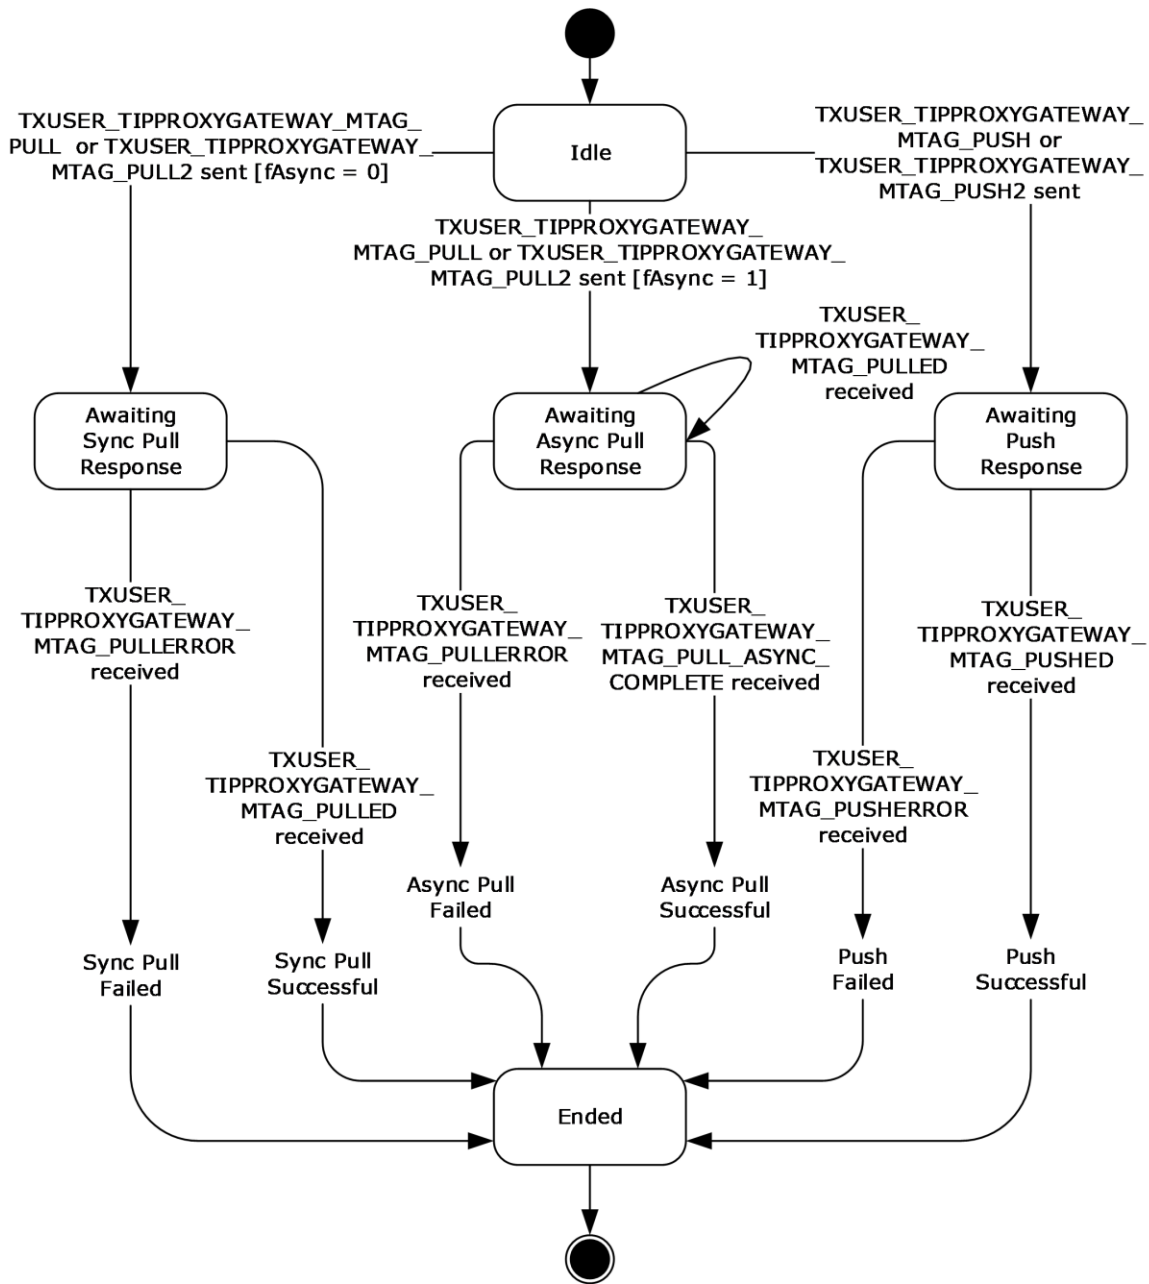 Idle
TXUSER_TIPPROXYGATEWAY_MTAG_
PULL or TXUSER_TIPPROXYGATEWAY_
MTAG_PULL2 sent [fAsync = 0]
TXUSER_TIPPROXYGATEWAY_
MTAG_PULL or TXUSER_TIPPROXYGATEWAY_
MTAG_PULL2 sent [fAsync = 1]
TXUSER_TIPPROXYGATEWAY_
MTAG_PUSH or
TXUSER_TIPPROXYGATEWAY_
MTAG_PUSH2 sent
TXUSER_
TIPPROXYGATEWAY_
MTAG_PULLED
received
Awaiting
Sync Pull
Response
Awaiting
Async Pull
Response
Awaiting
Push
Response
TXUSER_
TIPPROXYGATEWAY_
MTAG_PULLERROR
received
TXUSER_
TIPPROXYGATEWAY_
MTAG_PULLED
received
TXUSER_
TIPPROXYGATEWAY_
MTAG_PULLERROR
received
TXUSER_
TIPPROXYGATEWAY_
MTAG_PULL_ASYNC_
COMPLETE received
TXUSER_
TIPPROXYGATEWAY_
MTAG_PUSHERROR
received
TXUSER_
TIPPROXYGATEWAY_
MTAG_PUSHED
received
Sync Pull
Failed
Sync Pull
Successful
Async Pull
Failed
Async Pull
Successful
Push
Failed
Push
Successful
Ended